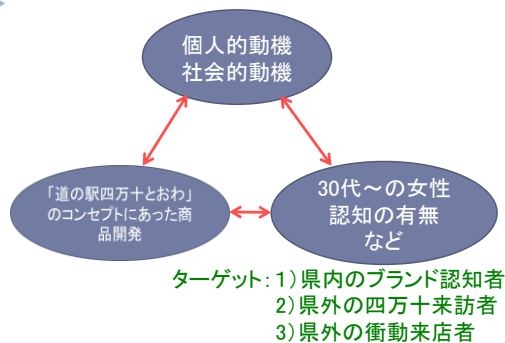 個人的動機
社会的動機
「道の駅四万十とおわ」
のコンセプトにあった商
品開発
30代～の女性
認知の有無
など
ターゲット：1）県内のブランド認知者
2）県外の四万十来訪者
3）県外の衝動来店者